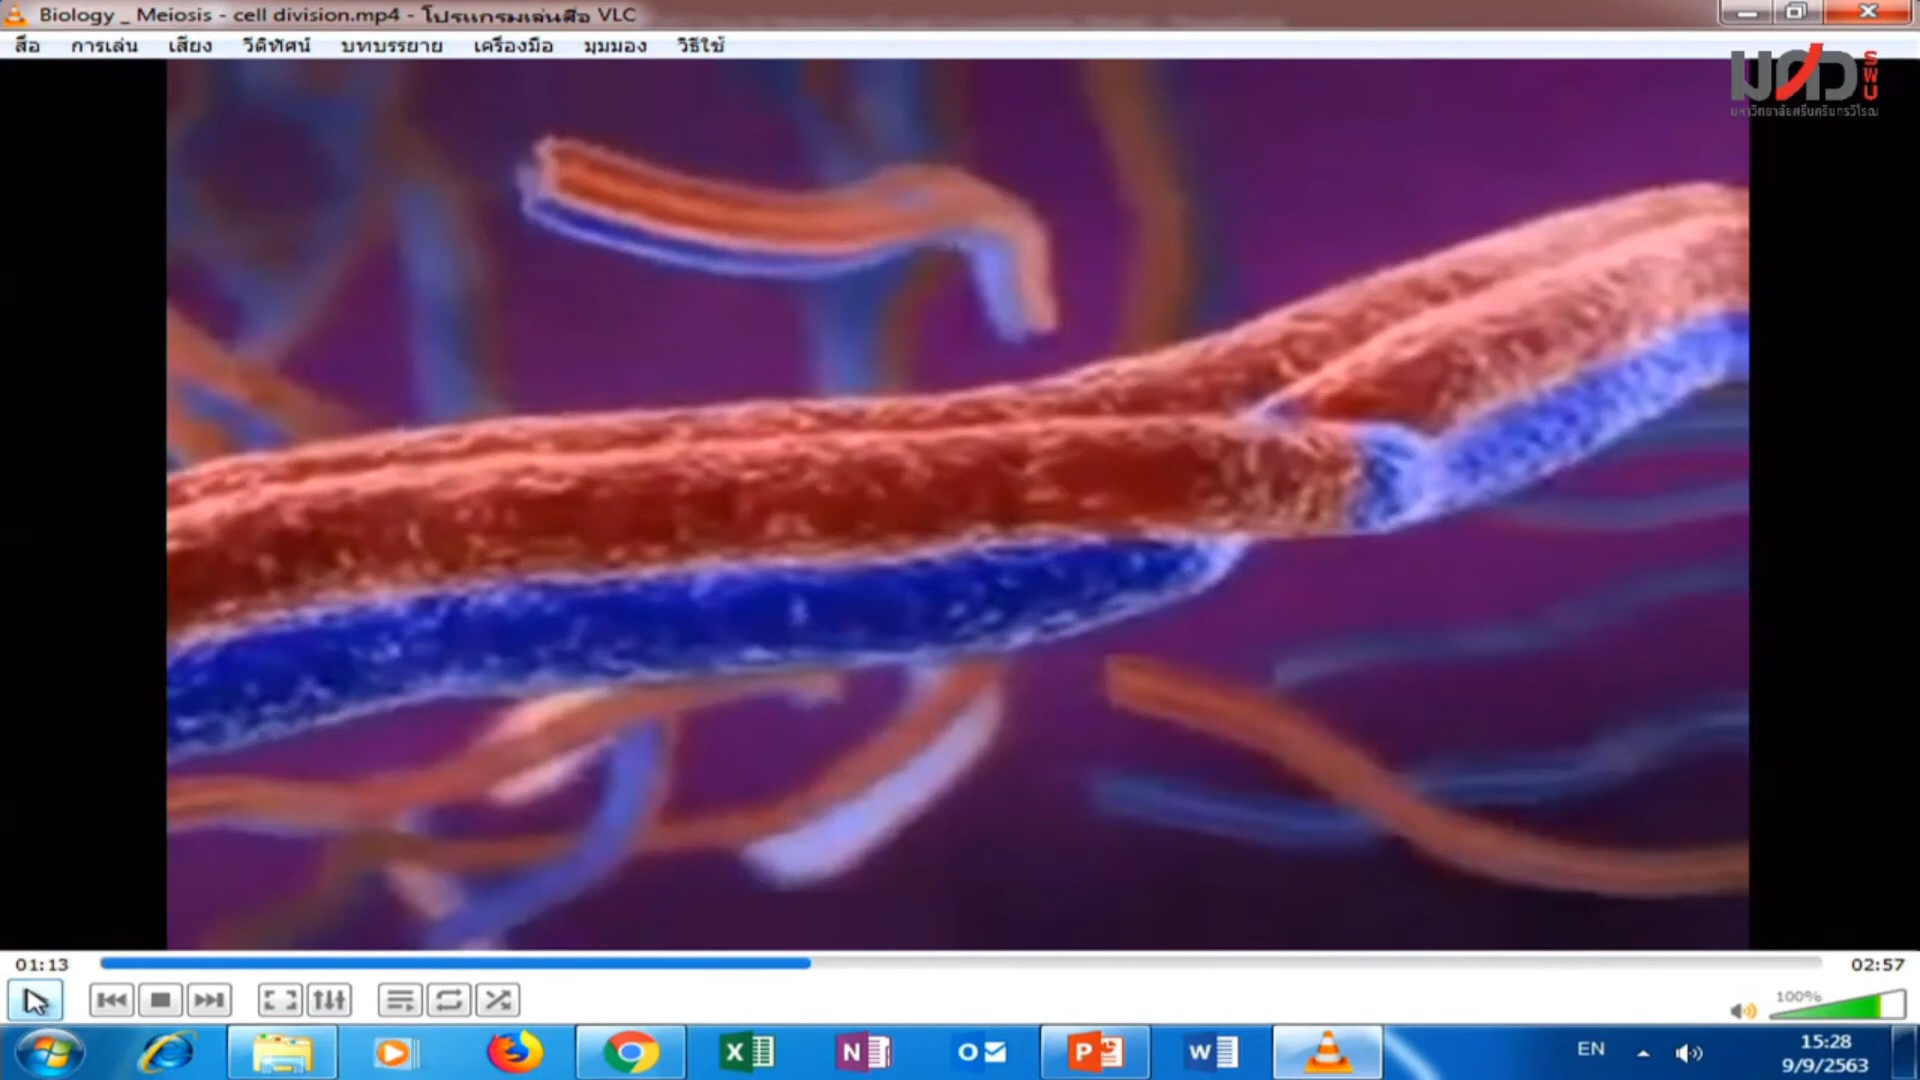 Biology _ Meiosis - cell division.mp4 - โปรแกรมเล่นสื่อ VLC
สื่อ การเล่น เสียง วีดิทัศน์ บทบรรยาย เครื่องมือ มุมมอง วิธีใช้
มศว
SWU
มหาวิทยาลัยศรีนครินทรวิโรฒ
01:13
02:57
100%
EN
15:28
9/9/2563